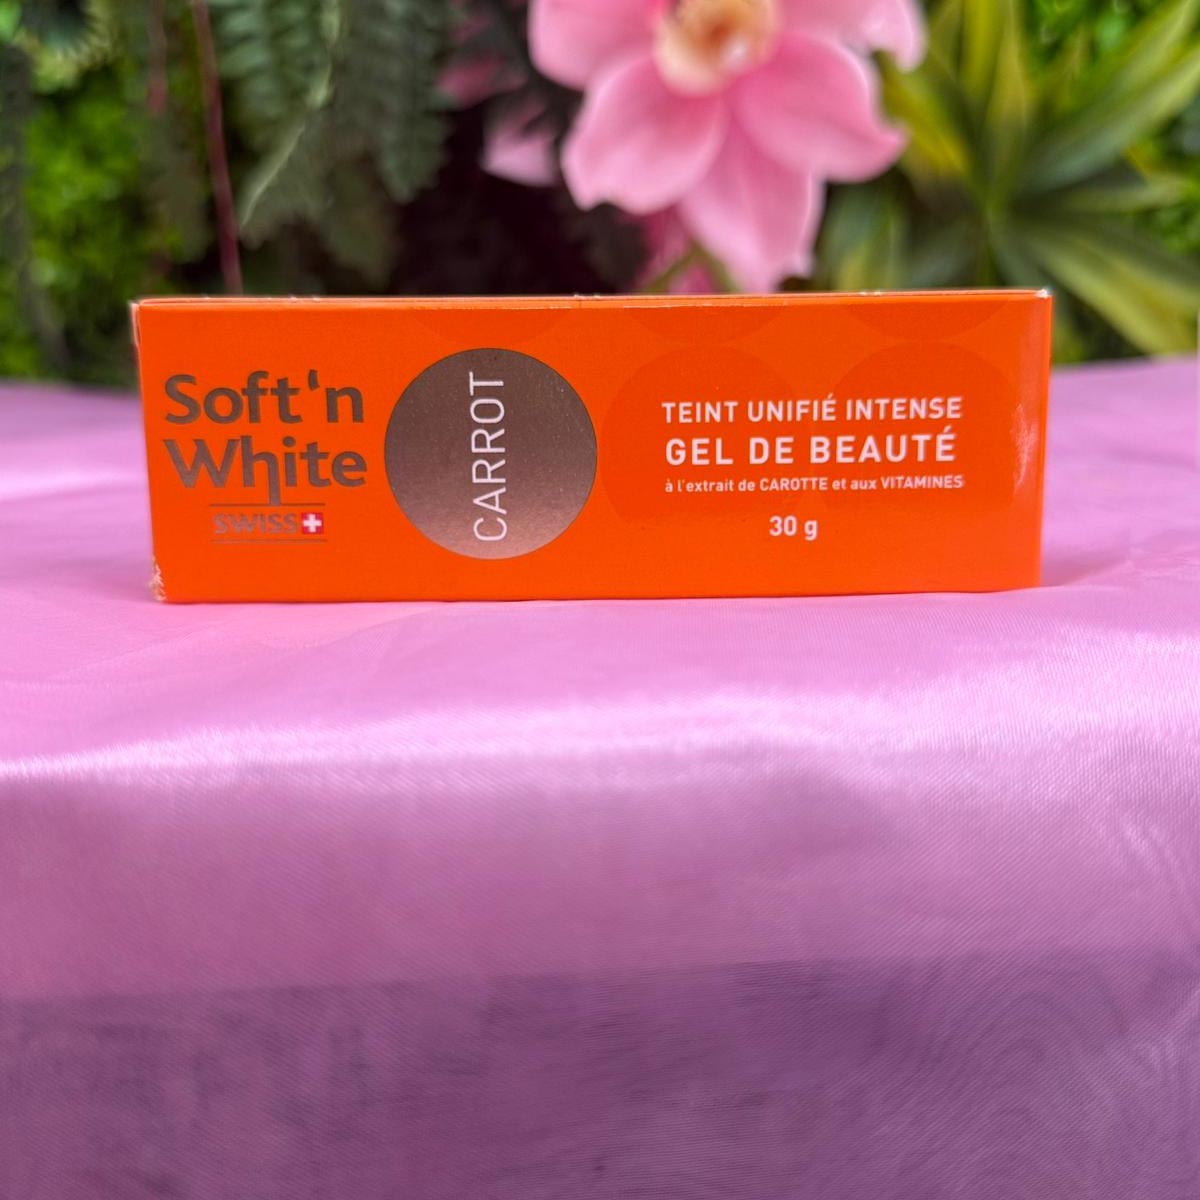 Soft'n
White
SWISS
CARROT
TEINT UNIFIÉ INTENSE
GEL DE BEAUTÉ
à l'extrait de CAROTTE et aux VITAMINES
30 g